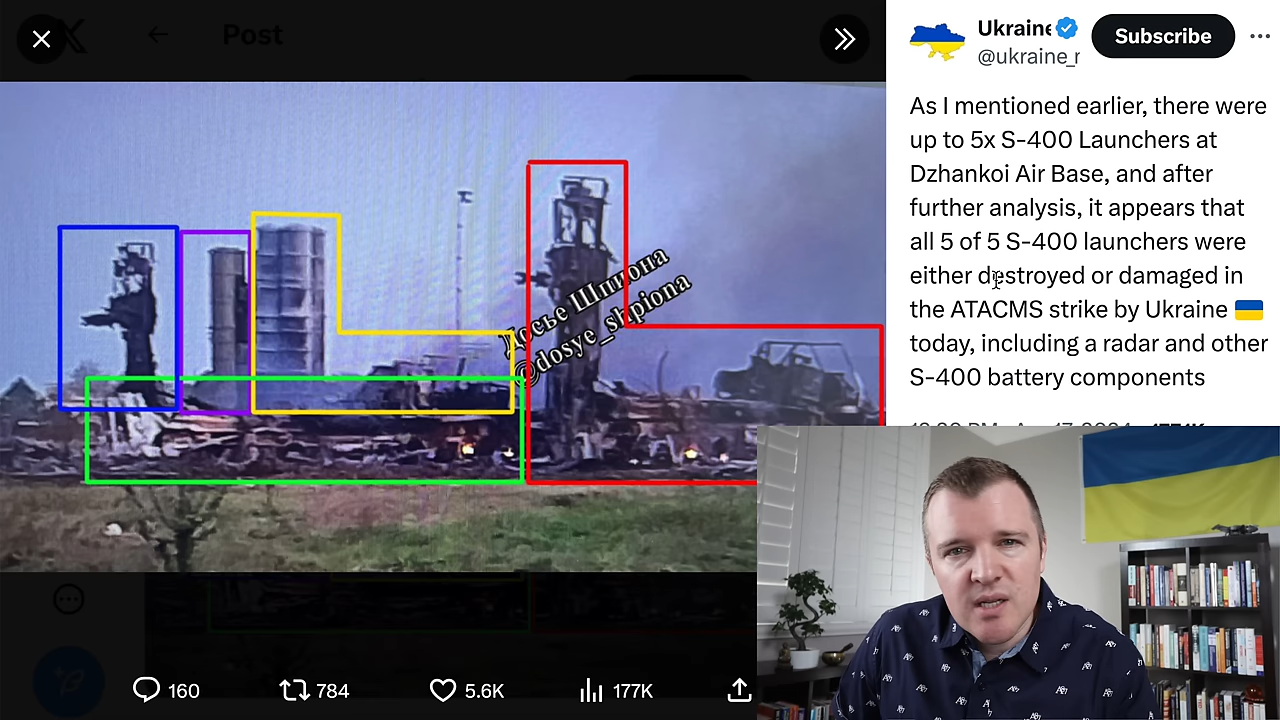 Post
Ukraine
Subscribe
@ukraine_r
As I mentioned earlier, there were
up to 5x S-400 Launchers at
Dzhankoi Air Base, and after
further analysis, it appears that
all 5 of 5 S-400 launchers were
either destroyed or damaged in
the ATACMS strike by Ukraine
today, including a radar and other
S-400 battery components
Досье Шпиона
@dosye_shpiona
160
784
5.6K
177K